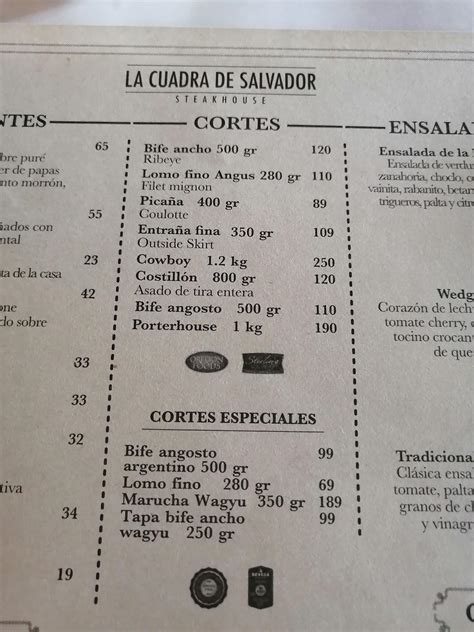 LA CUADRA DE SALVADOR
STEAKHOUSE
NTES
65
bre puré
er de papas
nto morrón,
55
ñados con
ntal
23
ta de la casa
42
one
do sobre
33
33
32
tiva
34
19
CORTES
Bife ancho 500 gr 120
Ribeye
Lomo fino Angus 280 gr 110
Filet mignon
Picaña 400 gr 89
Coulotte
Entraña fina 350 gr 109
Outside Skirt
Cowboy 1.2 kg 250
Costillón 800 gr 120
Asado de tira entera
Bife angosto 500 gr 110
Porterhouse 1 kg 190
OREGON
FOODS
Sterling
CORTES ESPECIALES
Bife angosto 99
argentino 500 gr
Lomo fino 280 gr 69
Marucha Wagyu 350 gr 189
Tapa bife ancho 99
wagyu 250 gr
ENSALA
Ensalada de la
Ensalada de verdu
zanahoria, choclo, c
vainita, rabanito, betar
trigueros, palta y citr
Wedg
Corazón de lech
tomate cherry,
tocino crocan
de que
Tradiciona
Clásica ensal
tomate, palta
granos de c
y vinagr